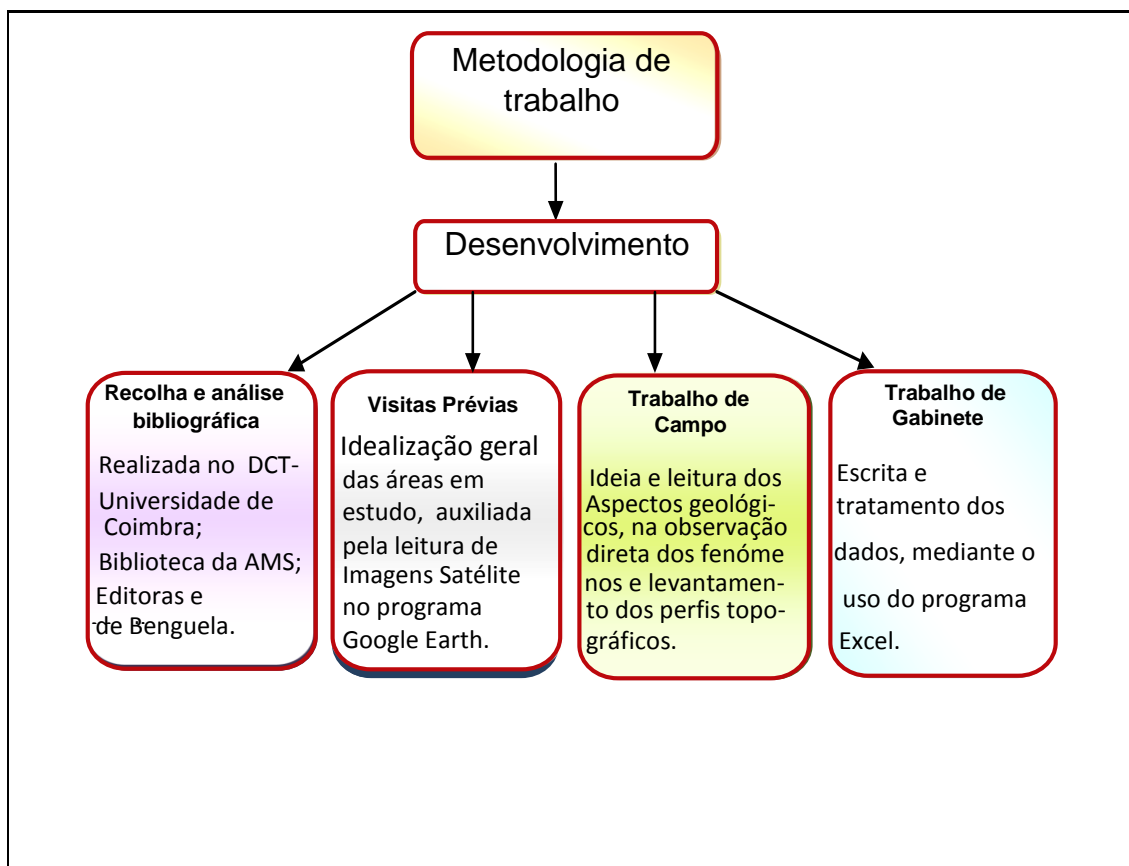 Metodologia de
trabalho
Desenvolvimento
Recolha e análise
bibliográfica
Realizada no DCT-
Universidade de
Coimbra;
Biblioteca da AMS;
Editoras e
de Benguela.
Visitas Prévias
Idealização geral
das áreas em
estudo, auxiliada
pela leitura de
Imagens Satélite
no programa
Google Earth.
Trabalho de
Campo
Ideia e leitura dos
Aspectos geológi-
cos, na observação
direta dos fenóme
nos e levantamen-
to dos perfis topo-
gráficos.
Trabalho de
Gabinete
Escrita e
tratamento dos
dados, mediante o
uso do programa
Excel.